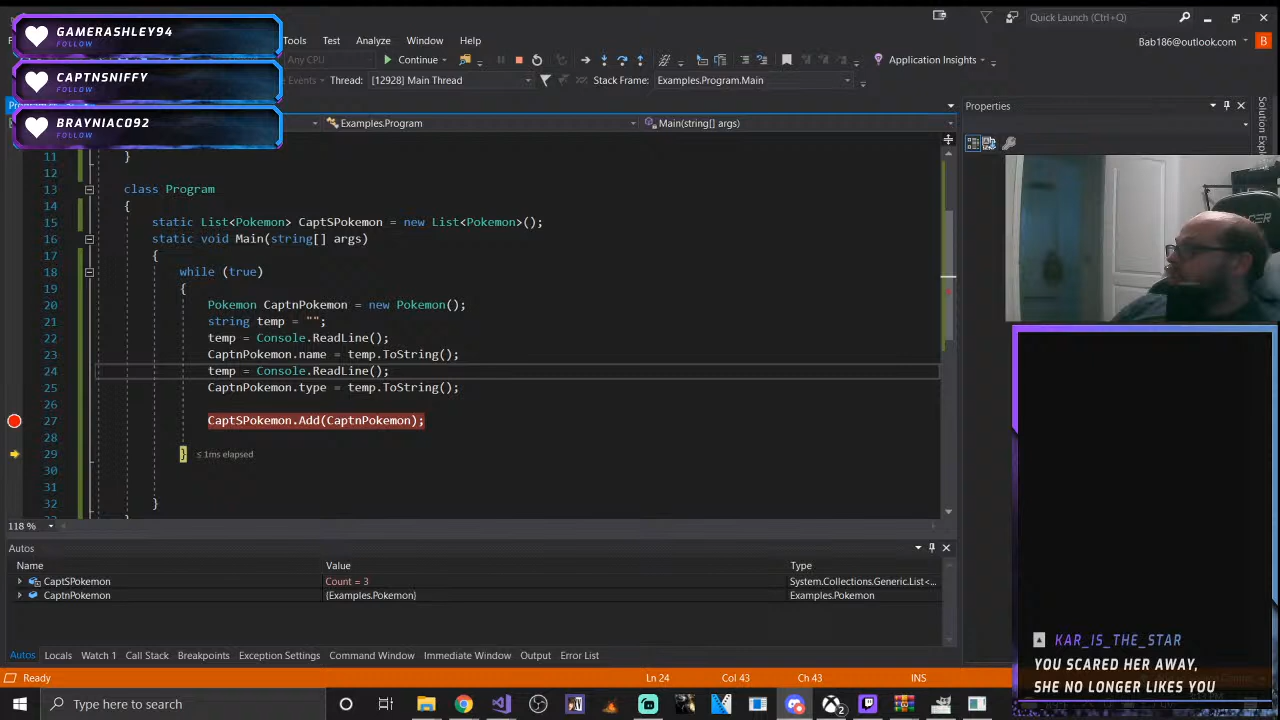 GAMERASHLEY94
FOLLOW
CAPTNSNIFFY
FOLLOW
BRAYNIAC092
FOLLOW
Tools Test Analyze Window Help
Quick Launch (Ctrl+Q)
Bab186@outlook.com B
Any CPU Continue Application Insights
Events Thread: [12928] Main Thread Stack Frame: Examples.Program.Main
Examples.Program Main(string[] args)
Properties
Solution Explorer
11 }
12
13 class Program
14 {
15 static List<Pokemon> CaptSPokemon = new List<Pokemon>();
16 static void Main(string[] args)
17 {
18 while (true)
19 {
20 Pokemon CaptnPokemon = new Pokemon();
21 string temp = "";
22 temp = Console.ReadLine();
23 CaptnPokemon.name = temp.ToString();
24 temp = Console.ReadLine();
25 CaptnPokemon.type = temp.ToString();
26
27 CaptSPokemon.Add(CaptnPokemon);
28
29 } ≤ 1ms elapsed
30
31
32 }
118 %
Autos
Name Value Type
CaptSPokemon Count = 3 System.Collections.Generic.List<...
CaptnPokemon {Examples.Pokemon} Examples.Pokemon
Autos Locals Watch 1 Call Stack Breakpoints Exception Settings Command Window Immediate Window Output Error List
Ready Ln 24 Col 43 Ch 43 INS
KAR_IS_THE_STAR
YOU SCARED HER AWAY,
SHE NO LONGER LIKES YOU
Type here to search